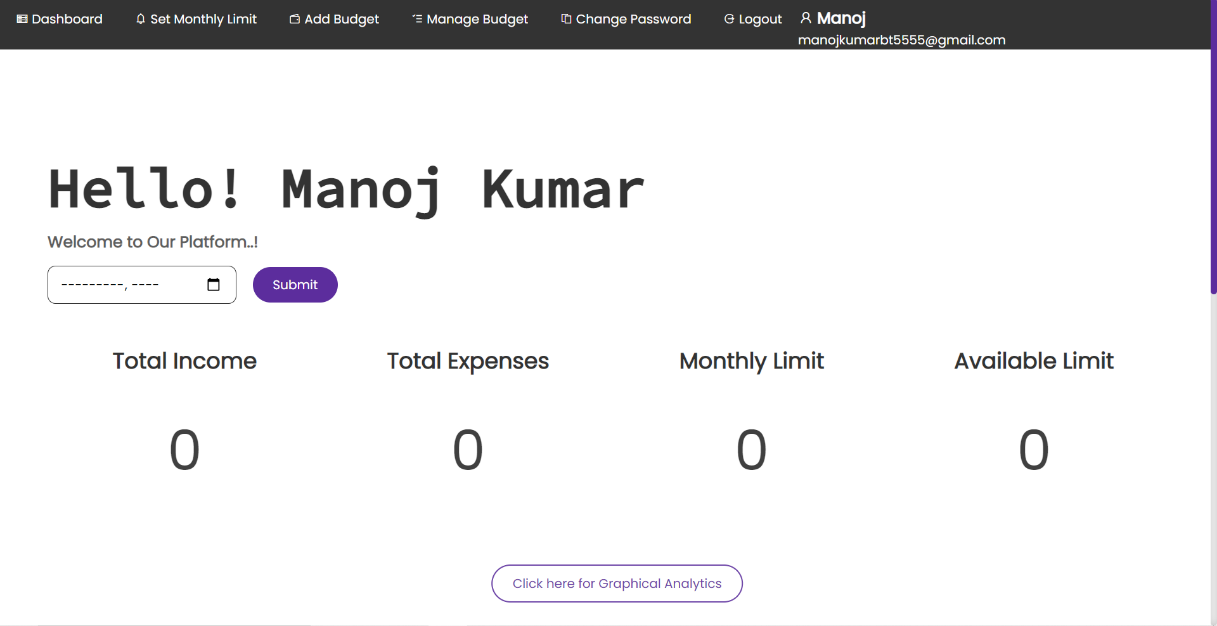 Dashboard Set Monthly Limit Add Budget Manage Budget Change Password Logout Manoj
manojkumarbt5555@gmail.com
Hello! Manoj Kumar
Welcome to Our Platform..!
---------, ---- Submit
Total Income Total Expenses Monthly Limit Available Limit
0 0 0 0
Click here for Graphical Analytics